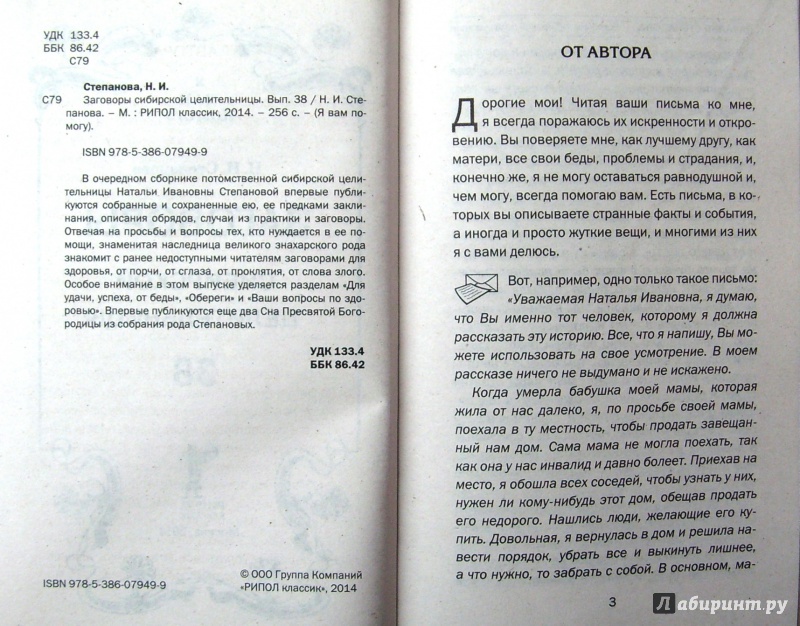 УДК 133.4
ББК 86.42
С79
Степанова, Н. И.
С79 Заговоры сибирской целительницы. Вып. 38 / Н. И. Сте-
панова. – М. : РИПОЛ классик, 2014. – 256 с. – (Я вам по-
могу).
ISBN 978-5-386-07949-9
В очередном сборнике потомственной сибирской цели-
тельницы Натальи Ивановны Степановой впервые публи-
куются собранные и сохраненные ею, ее предками закли-
нания, описания обрядов, случаи из практики и заговоры.
Отвечая на просьбы и вопросы тех, кто нуждается в ее по-
мощи, знаменитая наследница великого знахарского рода
знакомит с ранее недоступными читателям заговорами для
здоровья, от порчи, от сглаза, от проклятия, от слова злого.
Особое внимание в этом выпуске уделяется разделам «Для
удачи, успеха, от беды», «Обереги» и «Ваши вопросы по здо-
ровью». Впервые публикуются еще два Сна Пресвятой Бого-
родицы из собрания рода Степановых.
УДК 133.4
ББК 86.42
ISBN 978-5-386-07949-9
© ООО Группа Компаний
«РИПОЛ классик», 2014
ОТ АВТОРА
Дорогие мои! Читая ваши письма ко мне,
я всегда поражаюсь их искренности и откро-
вению. Вы поверяете мне, как лучшему другу, как
матери, все свои беды, проблемы и страдания, и,
конечно же, я не могу оставаться равнодушной и,
чем могу, всегда помогаю вам. Есть письма, в ко-
торых вы описываете странные факты и события,
а иногда и просто жуткие вещи, и многими из них
я с вами делюсь.
Вот, например, одно только такое письмо:
«Уважаемая Наталья Ивановна, я думаю,
что Вы именно тот человек, которому я должна
рассказать эту историю. Все, что я напишу, Вы мо-
жете использовать на свое усмотрение. В моем
рассказе ничего не выдумано и не искажено.
Когда умерла бабушка моей мамы, которая
жила от нас далеко, я, по просьбе своей мамы,
поехала в ту местность, чтобы продать завещан-
ный нам дом. Сама мама не могла поехать, так
как она у нас инвалид и давно болеет. Приехав на
место, я обошла всех соседей, чтобы узнать у них,
нужен ли кому-нибудь этот дом, обещав продать
его недорого. Нашлись люди, желающие его ку-
пить. Довольная, я вернулась в дом и решила на-
вести порядок, убрать все и выкинуть лишнее,
а что нужно, то забрать с собой. В основном, ма-
3
Лабиринт.ру